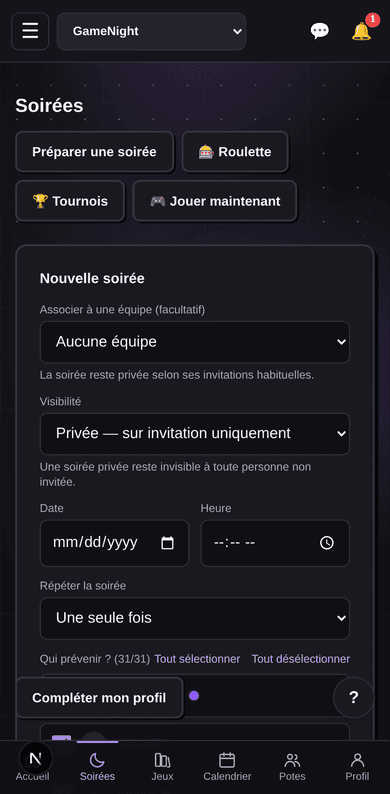 GameNight
1
Soirées
Préparer une soirée
🎰 Roulette
🏆 Tournois
🎮 Jouer maintenant
Nouvelle soirée
Associer à une équipe (facultatif)
Aucune équipe
La soirée reste privée selon ses invitations habituelles.
Visibilité
Privée — sur invitation uniquement
Une soirée privée reste invisible à toute personne non
invitée.
Date Heure
mm/dd/yyyy --:-- --
Répéter la soirée
Une seule fois
Qui prévenir ? (31/31) Tout sélectionner Tout désélectionner
Compléter mon profil
?
N
Accueil Soirées Jeux Calendrier Potes Profil